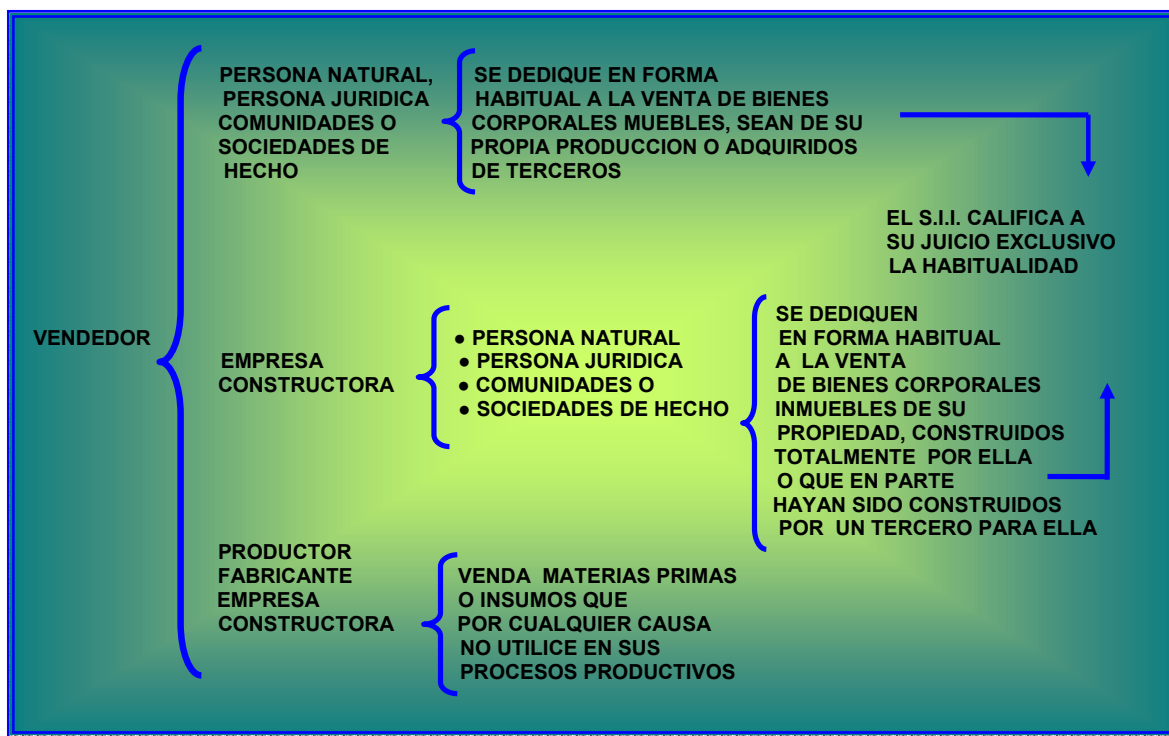 VENDEDOR
PERSONA NATURAL,
PERSONA JURIDICA
COMUNIDADES O
SOCIEDADES DE
HECHO
SE DEDIQUE EN FORMA
HABITUAL A LA VENTA DE BIENES
CORPORALES MUEBLES, SEAN DE SU
PROPIA PRODUCCION O ADQUIRIDOS
DE TERCEROS
EL S.I.I. CALIFICA A
SU JUICIO EXCLUSIVO
LA HABITUALIDAD
EMPRESA
CONSTRUCTORA
● PERSONA NATURAL
● PERSONA JURIDICA
● COMUNIDADES O
● SOCIEDADES DE HECHO
SE DEDIQUEN
EN FORMA HABITUAL
A LA VENTA
DE BIENES CORPORALES
INMUEBLES DE SU
PROPIEDAD, CONSTRUIDOS
TOTALMENTE POR ELLA
O QUE EN PARTE
HAYAN SIDO CONSTRUIDOS
POR UN TERCERO PARA ELLA
PRODUCTOR
FABRICANTE
EMPRESA
CONSTRUCTORA
VENDA MATERIAS PRIMAS
O INSUMOS QUE
POR CUALQUIER CAUSA
NO UTILICE EN SUS
PROCESOS PRODUCTIVOS